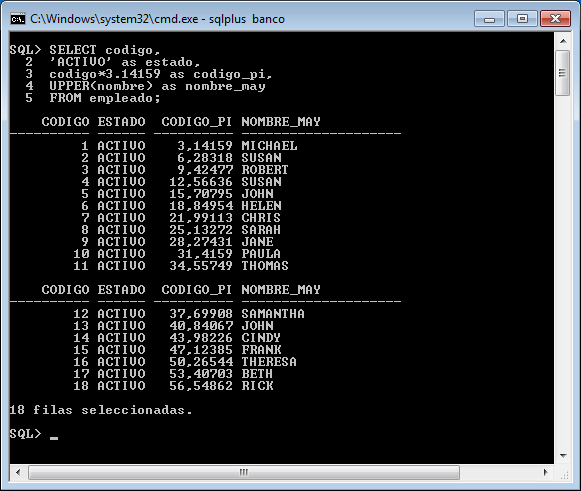 C:\Windows\system32\cmd.exe - sqlplus banco
SQL> SELECT codigo,
2 'ACTIVO' as estado,
3 codigo*3.14159 as codigo_pi,
4 UPPER(nombre) as nombre_may
5 FROM empleado;
CODIGO ESTADO CODIGO_PI NOMBRE_MAY
---------- ------ ---------- --------------------
1 ACTIVO 3,14159 MICHAEL
2 ACTIVO 6,28318 SUSAN
3 ACTIVO 9,42477 ROBERT
4 ACTIVO 12,56636 SUSAN
5 ACTIVO 15,70795 JOHN
6 ACTIVO 18,84954 HELEN
7 ACTIVO 21,99113 CHRIS
8 ACTIVO 25,13272 SARAH
9 ACTIVO 28,27431 JANE
10 ACTIVO 31,4159 PAULA
11 ACTIVO 34,55749 THOMAS
CODIGO ESTADO CODIGO_PI NOMBRE_MAY
---------- ------ ---------- --------------------
12 ACTIVO 37,69908 SAMANTHA
13 ACTIVO 40,84067 JOHN
14 ACTIVO 43,98226 CINDY
15 ACTIVO 47,12385 FRANK
16 ACTIVO 50,26544 THERESA
17 ACTIVO 53,40703 BETH
18 ACTIVO 56,54862 RICK
18 filas seleccionadas.
SQL> _